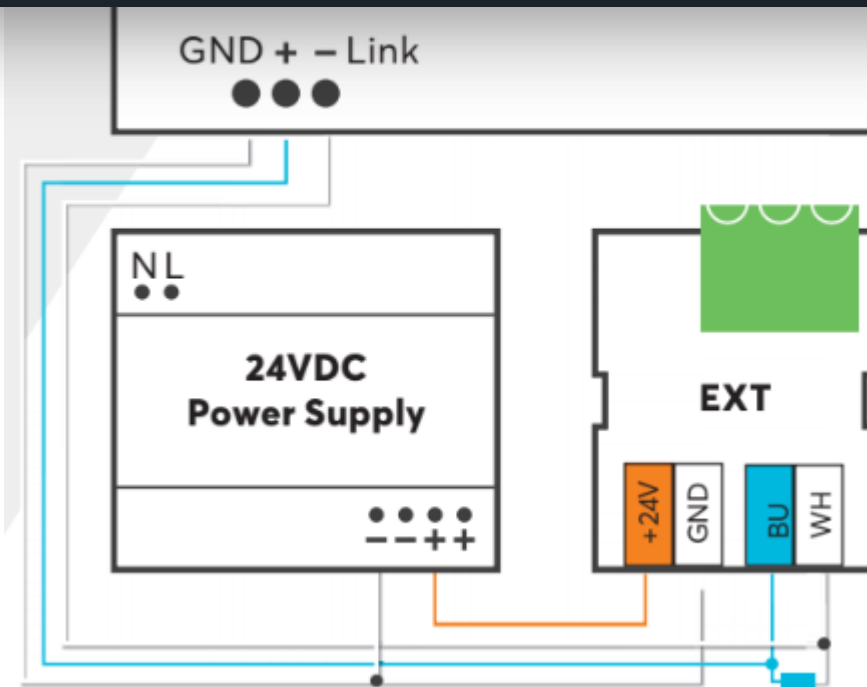 GND + – Link
N L
24VDC
Power Supply
– – + +
EXT
+24V
GND
BU
WH